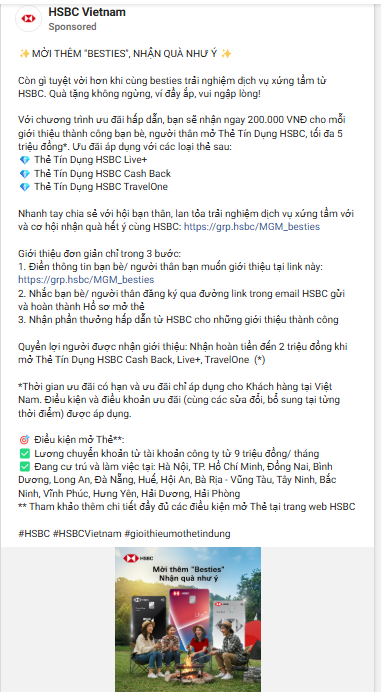 HSBC Vietnam
Sponsored
✨MỜI THÊM "BESTIES", NHẬN QUÀ NHƯ Ý ✨
Còn gì tuyệt vời hơn khi cùng besties trải nghiệm dịch vụ xứng tầm từ
HSBC. Quà tặng không ngừng, ví đầy ắp, vui ngập lòng!
Với chương trình ưu đãi hấp dẫn, bạn sẽ nhận ngay 200.000 VNĐ cho mỗi
giới thiệu thành công bạn bè, người thân mở Thẻ Tín Dụng HSBC, tối đa 5
triệu đồng*. Ưu đãi áp dụng với các loại thẻ sau:
💎 Thẻ Tín Dụng HSBC Live+
💎 Thẻ Tín Dụng HSBC Cash Back
💎 Thẻ Tín Dụng HSBC TravelOne
Nhanh tay chia sẻ với hội bạn thân, lan tỏa trải nghiệm dịch vụ xứng tầm với
và cơ hội nhận quà hết ý cùng HSBC: https://grp.hsbc/MGM_besties
Giới thiệu đơn giản chỉ trong 3 bước:
1. Điền thông tin bạn bè/ người thân bạn muốn giới thiệu tại link này:
https://grp.hsbc/MGM_besties
2. Nhắc bạn bè/ người thân đăng ký qua đường link trong email HSBC gửi
và hoàn thành Hồ sơ mở thẻ
3. Nhận phần thưởng hấp dẫn từ HSBC cho những giới thiệu thành công
Quyền lợi người được nhận giới thiệu: Nhận hoàn tiền đến 2 triệu đồng khi
mở Thẻ Tín Dụng HSBC Cash Back, Live+, TravelOne (*)
*Thời gian ưu đãi có hạn và ưu đãi chỉ áp dụng cho Khách hàng tại Việt
Nam. Điều kiện và điều khoản ưu đãi (cùng các sửa đổi, bổ sung tại từng
thời điểm) được áp dụng.
🎯 Điều kiện mở Thẻ**:
✅ Lương chuyển khoản từ tài khoản công ty từ 9 triệu đồng/ tháng
✅ Đang cư trú và làm việc tại: Hà Nội, TP. Hồ Chí Minh, Đồng Nai, Bình
Dương, Long An, Đà Nẵng, Huế, Hội An, Bà Rịa - Vũng Tàu, Tây Ninh, Bắc
Ninh, Vĩnh Phúc, Hưng Yên, Hải Dương, Hải Phòng
** Tham khảo thêm chi tiết đầy đủ các điều kiện mở Thẻ tại trang web HSBC
#HSBC #HSBCVietnam #gioithieumothetindung
HSBC
Mời thêm "Besties"
Nhận quà như ý